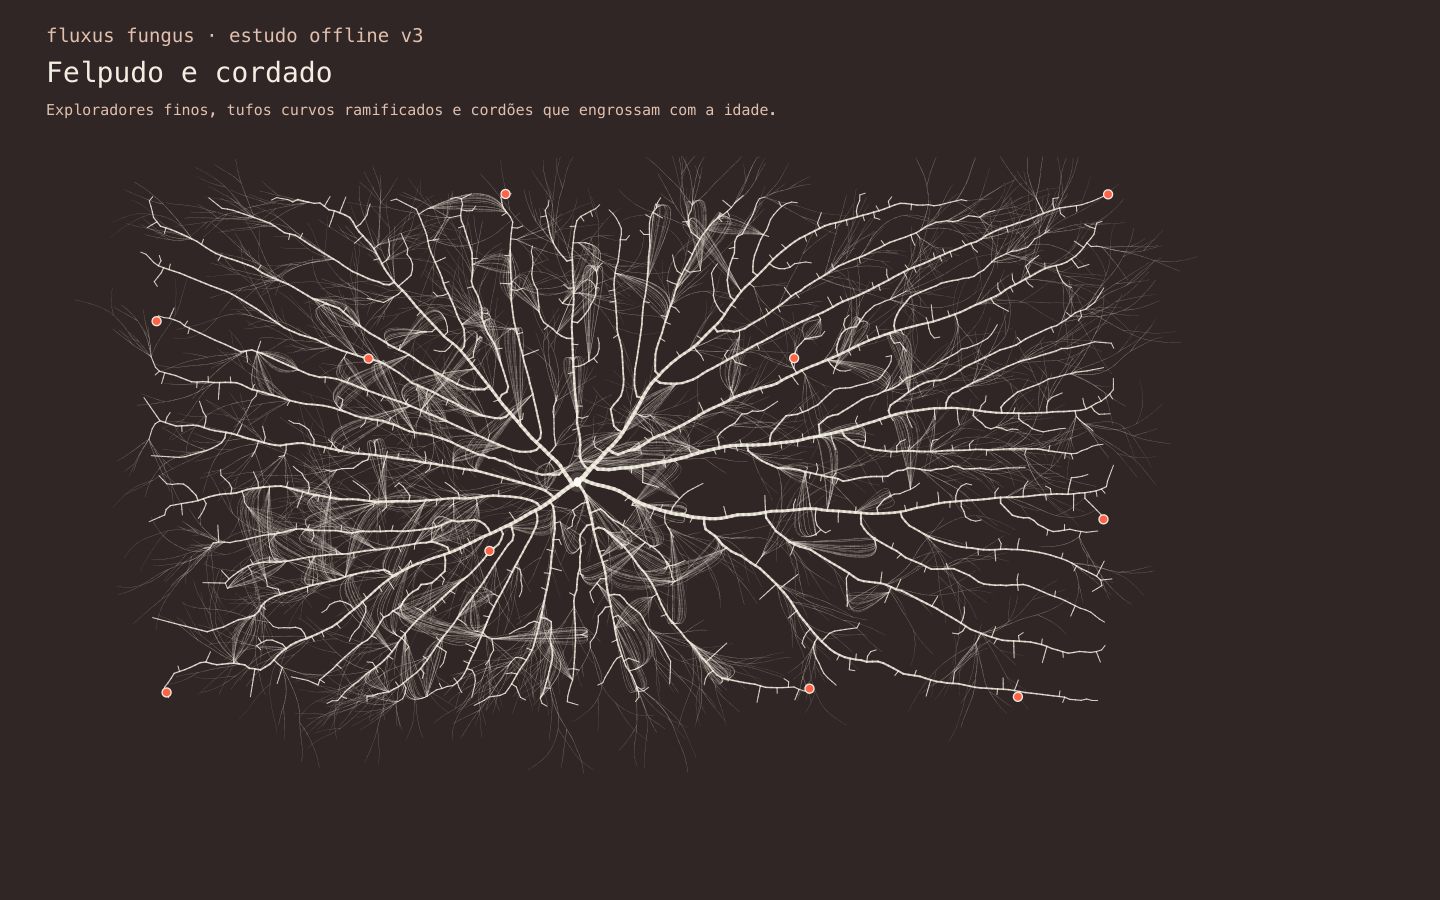 fluxus fungus · estudo offline v3
Felpudo e cordado
Exploradores finos, tufos curvos ramificados e cordões que engrossam com a idade.